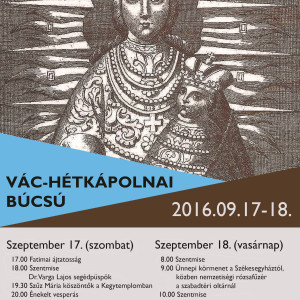 VÁC-HÉTKÁPOLNAI
BÚCSÚ
2016.09.17-18.
Szeptember 17. (szombat)
17.00 Fatimai ájtatosság
18.00 Szentmise
Dr. Varga Lajos segédpüspök
19.30 Szűz Mária köszöntők a Kegytemplomban
20.00 Énekelt vesperás
Szeptember 18. (vasárnap)
8.00 Szentmise
9.00 Ünnepi körmenet a Székesegyháztól,
közben nemzetiségi rózsafűzér
a szabadtéri oltárnál
10.00 Szentmise